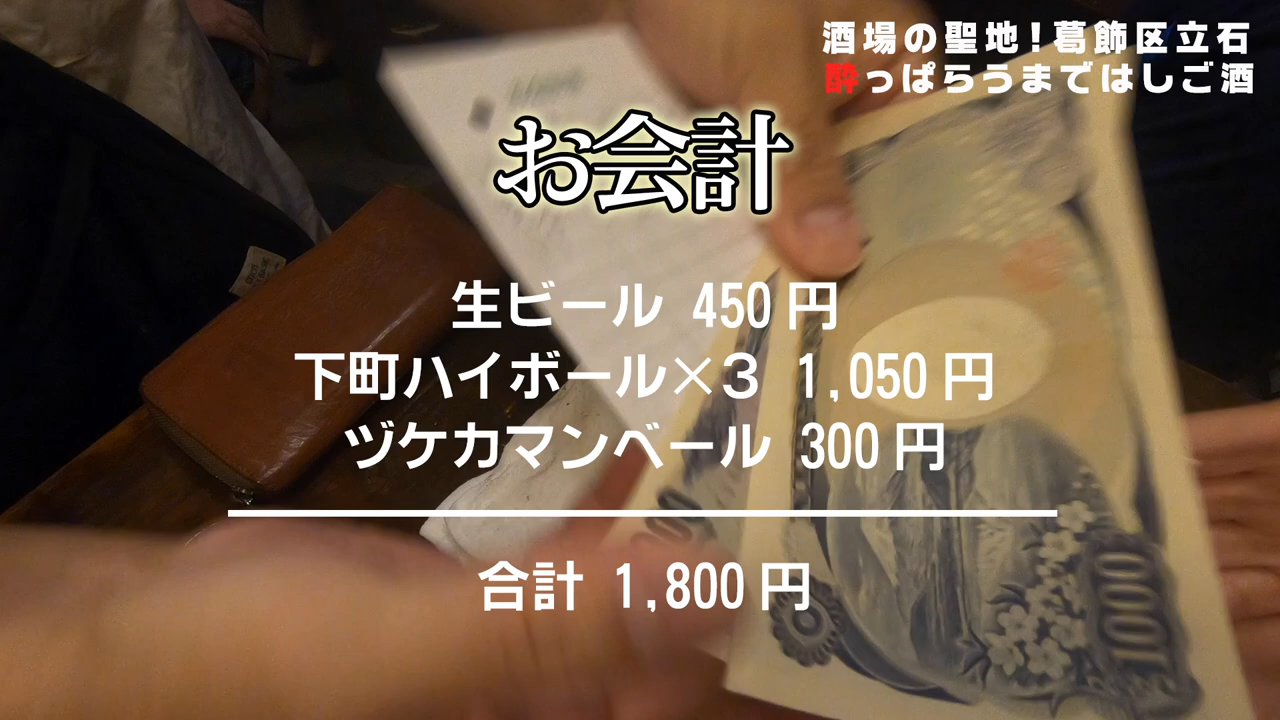 酒場の聖地！葛飾区立石
酔っぱらうまではしご酒
お会計
生ビール 450円
下町ハイボール×３ 1,050円
ヅケカマンベール 300円
合計 1,800円
1000